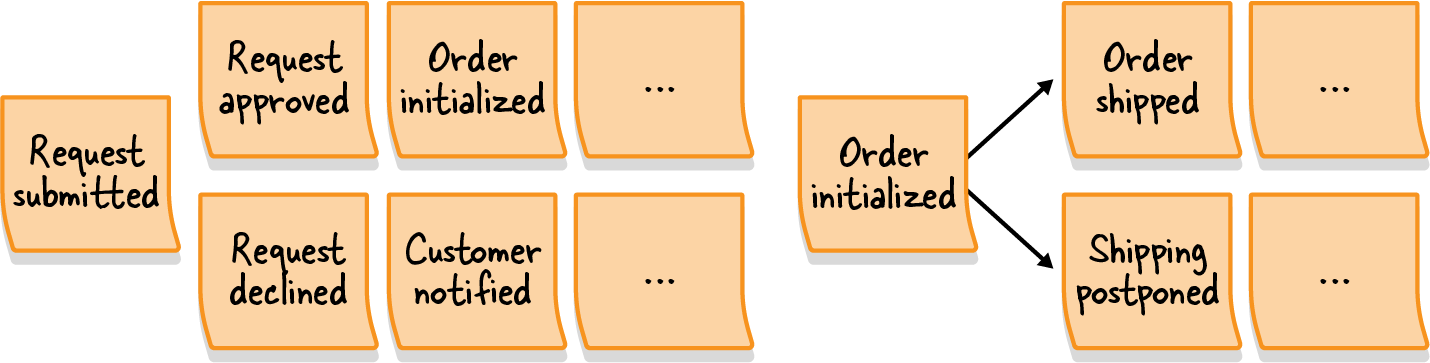 Request
submitted
Request
approved
Order
initialized
...
Request
declined
Customer
notified
...
Order
initialized
Order
shipped
...
Shipping
postponed
...